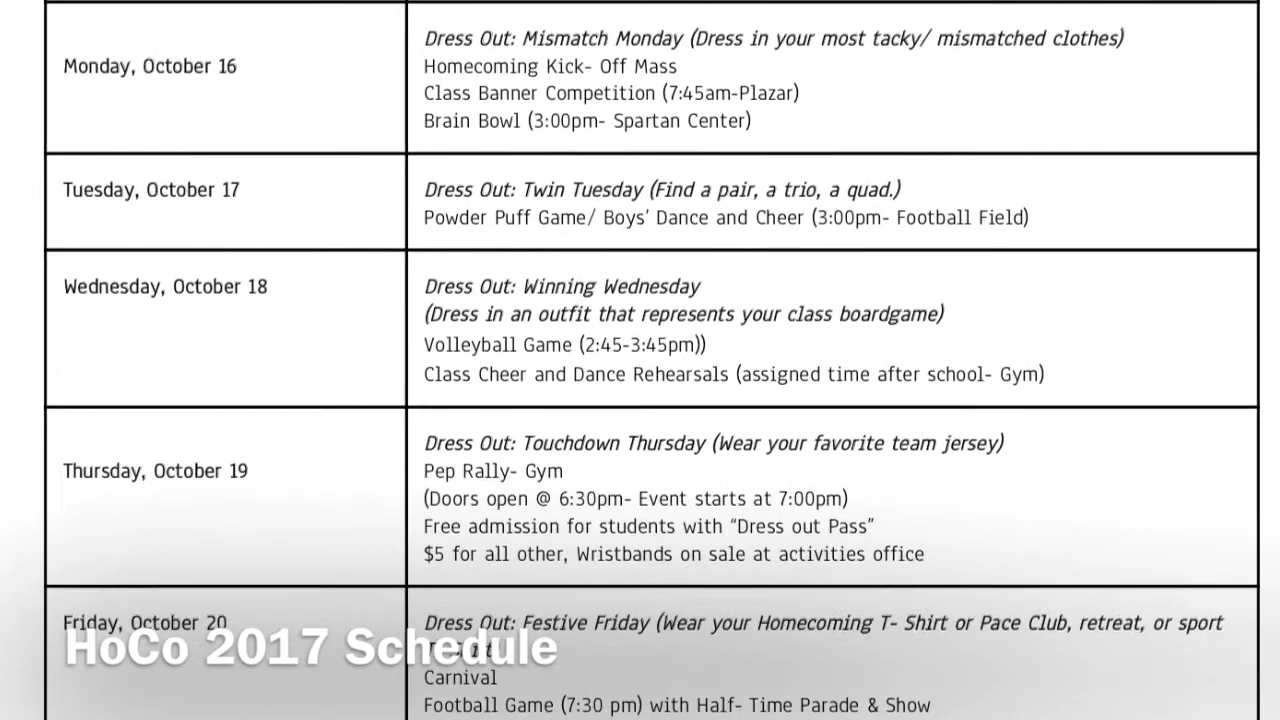 Monday, October 16
Dress Out: Mismatch Monday (Dress in your most tacky/ mismatched clothes)
Homecoming Kick- Off Mass
Class Banner Competition (7:45am-Plazar)
Brain Bowl (3:00pm- Spartan Center)
Tuesday, October 17
Dress Out: Twin Tuesday (Find a pair, a trio, a quad.)
Powder Puff Game/ Boys' Dance and Cheer (3:00pm- Football Field)
Wednesday, October 18
Dress Out: Winning Wednesday
(Dress in an outfit that represents your class boardgame)
Volleyball Game (2:45-3:45pm))
Class Cheer and Dance Rehearsals (assigned time after school- Gym)
Thursday, October 19
Dress Out: Touchdown Thursday (Wear your favorite team jersey)
Pep Rally- Gym
(Doors open @ 6:30pm- Event starts at 7:00pm)
Free admission for students with “Dress out Pass”
$5 for all other, Wristbands on sale at activities office
Friday, October 20
Dress Out: Festive Friday (Wear your Homecoming T- Shirt or Pace Club, retreat, or sport
Carnival
Football Game (7:30 pm) with Half- Time Parade & Show
HoCo 2017 Schedule